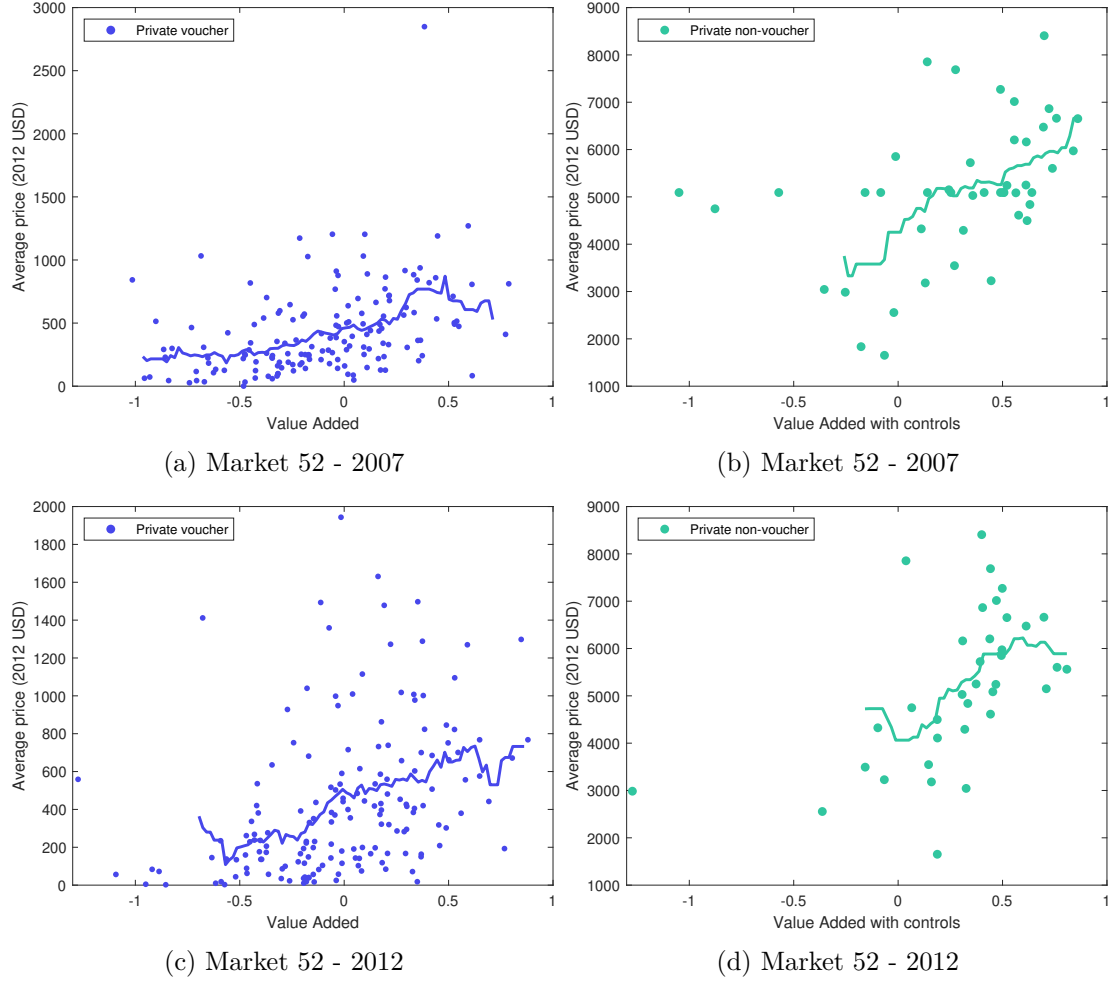 Private voucher
Average price (2012 USD)
3000
2500
2000
1500
1000
500
0
-1 -0.5 0 0.5 1
Value Added
(a) Market 52 - 2007
Private non-voucher
Average price (2012 USD)
9000
8000
7000
6000
5000
4000
3000
2000
1000
-1 -0.5 0 0.5 1
Value Added with controls
(b) Market 52 - 2007
Private voucher
Average price (2012 USD)
2000
1800
1600
1400
1200
1000
800
600
400
200
0
-1 -0.5 0 0.5 1
Value Added
(c) Market 52 - 2012
Private non-voucher
Average price (2012 USD)
9000
8000
7000
6000
5000
4000
3000
2000
1000
-1 -0.5 0 0.5 1
Value Added with controls
(d) Market 52 - 2012